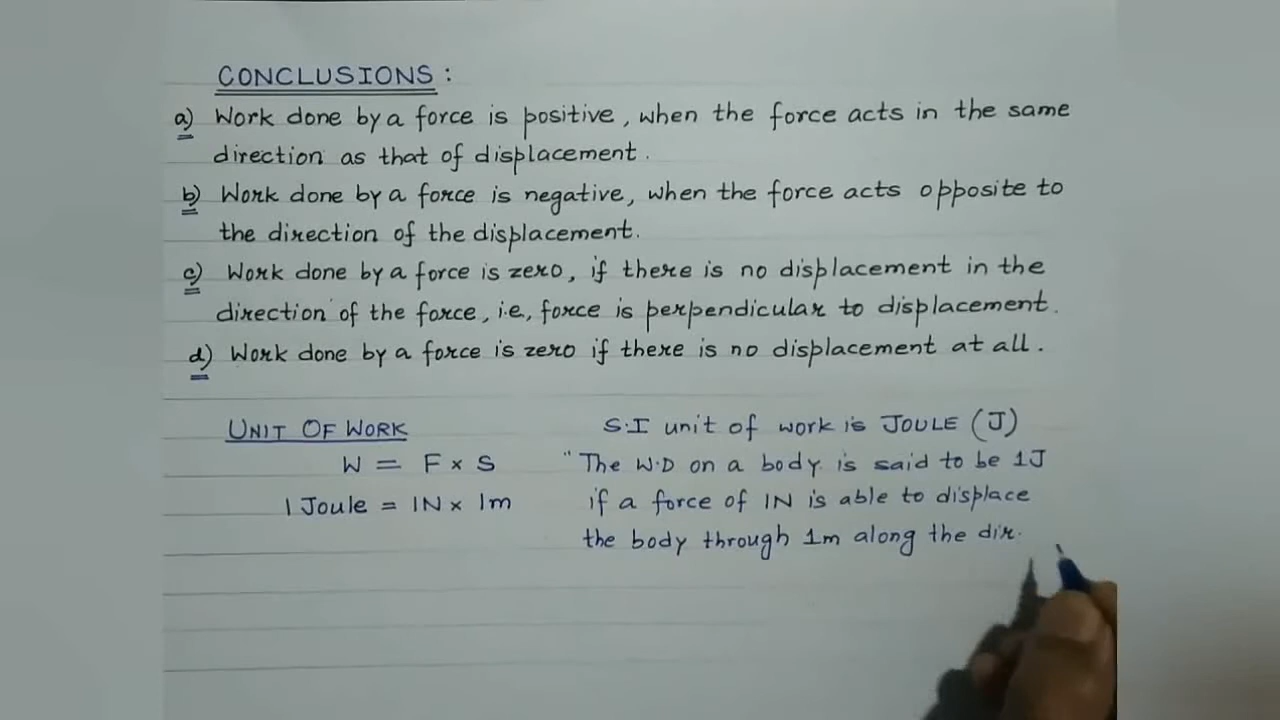 CONCLUSIONS :
a) Work done by a force is positive, when the force acts in the same
direction as that of displacement.
b) Work done by a force is negative, when the force acts opposite to
the direction of the displacement.
c) Work done by a force is zero, if there is no displacement in the
direction of the force, i.e, force is perpendicular to displacement.
d) Work done by a force is zero if there is no displacement at all.
UNIT OF WORK
W = F × S
1 Joule = 1N × 1m
S.I unit of work is JOULE (J)
"The W.D on a body is said to be 1J
if a force of 1N is able to displace
the body through 1m along the dir.